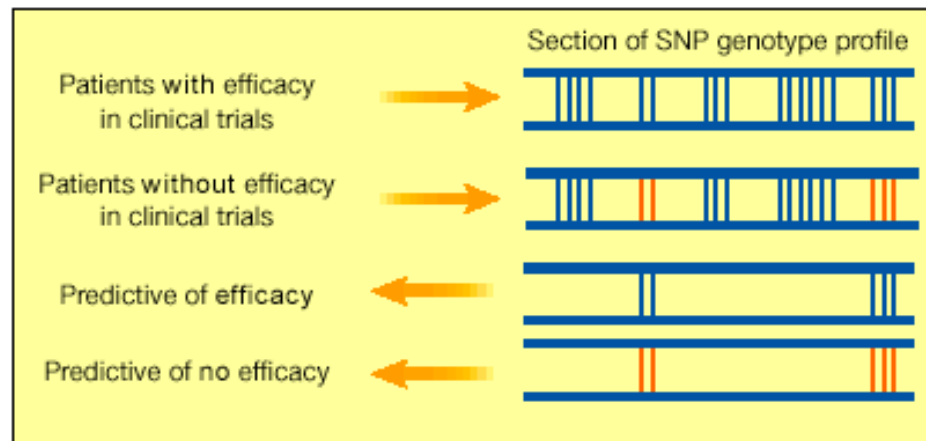 Section of SNP genotype profile
Patients with efficacy
in clinical trials
Patients without efficacy
in clinical trials
Predictive of efficacy
Predictive of no efficacy